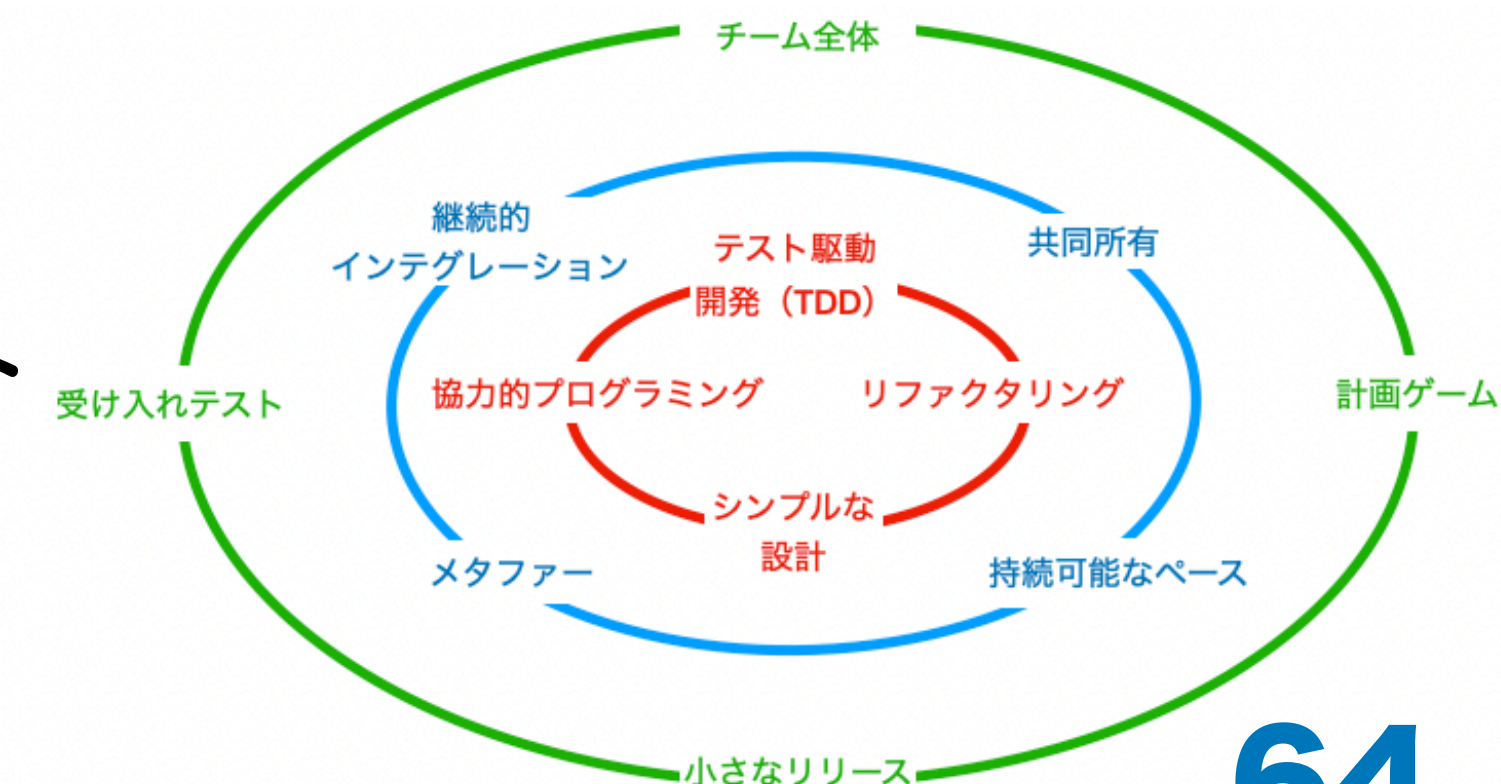 チーム全体
継続的
インテグレーション
テスト駆動
開発（TDD）
共同所有
受け入れテスト
協力的プログラミング
リファクタリング
計画ゲーム
シンプルな
設計
メタファー
持続可能なペース
小さなリリース
64